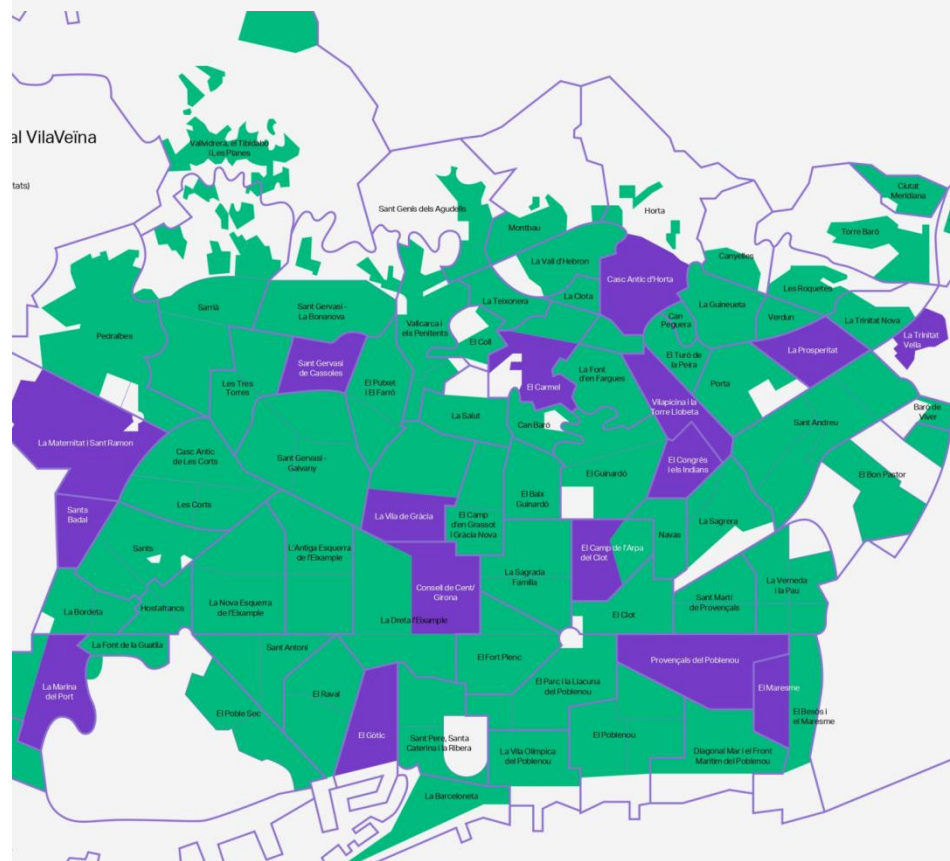 al VilaVeïna
tats)
Vallvidrera, el Tibidabo
i Les Planes
Ciutat
Meridiana
Sant Genís dels Agudells
Horta
Montbau
Torre Baró
Canyelles
La Vall d'Hebron
Casc Antic d'Horta
Les Roquetes
La Clota
La Teixonera
La Guineueta
Sarrià
Sant Gervasi -
La Bonanova
Vallcarca i
els Penitents
Can
Peguera
Verdun
La Trinitat Nova
La Trinitat
Vella
Pedralbes
El Coll
La Prosperitat
Sant Gervasi
de Cassoles
El Turó de
la Peira
La Font
d'en Fargues
Les Tres
Torres
El Putxet
i El Farró
El Carmel
Porta
Vilapicina i la
Torre Llobeta
La Salut
Can Baró
Sant Andreu
Baró de
Viver
La Maternitat i Sant Ramon
Casc Antic
de Les Corts
Sant Gervasi -
Galvany
El Congrés
i els Indians
El Guinardó
El Bon Pastor
Les Corts
El Baix
Guinardó
Sants
Badal
La Vila de Gràcia
El Camp
d'en Grassot
i Gràcia Nova
La Sagrera
Navas
Sants
L'Antiga Esquerra
de l'Eixample
El Camp de l'Arpa
del Clot
La Sagrada
Família
Consell de Cent/
Girona
La Verneda
i la Pau
Sant Martí
de Provençals
La Bordeta
Hostafrancs
La Nova Esquerra
de l'Eixample
El Clot
La Dreta l'Eixample
La Font de la Guatlla
Sant Antoni
El Fort Pienc
Provençals del Poblenou
La Marina
del Port
El Raval
El Parc i la Llacuna
del Poblenou
El Maresme
El Poble Sec
El Besòs i
el Maresme
El Gòtic
Sant Pere, Santa
Caterina i la Ribera
El Poblenou
La Vila Olímpica
del Poblenou
Diagonal Mar i el Front
Marítim del Poblenou
La Barceloneta